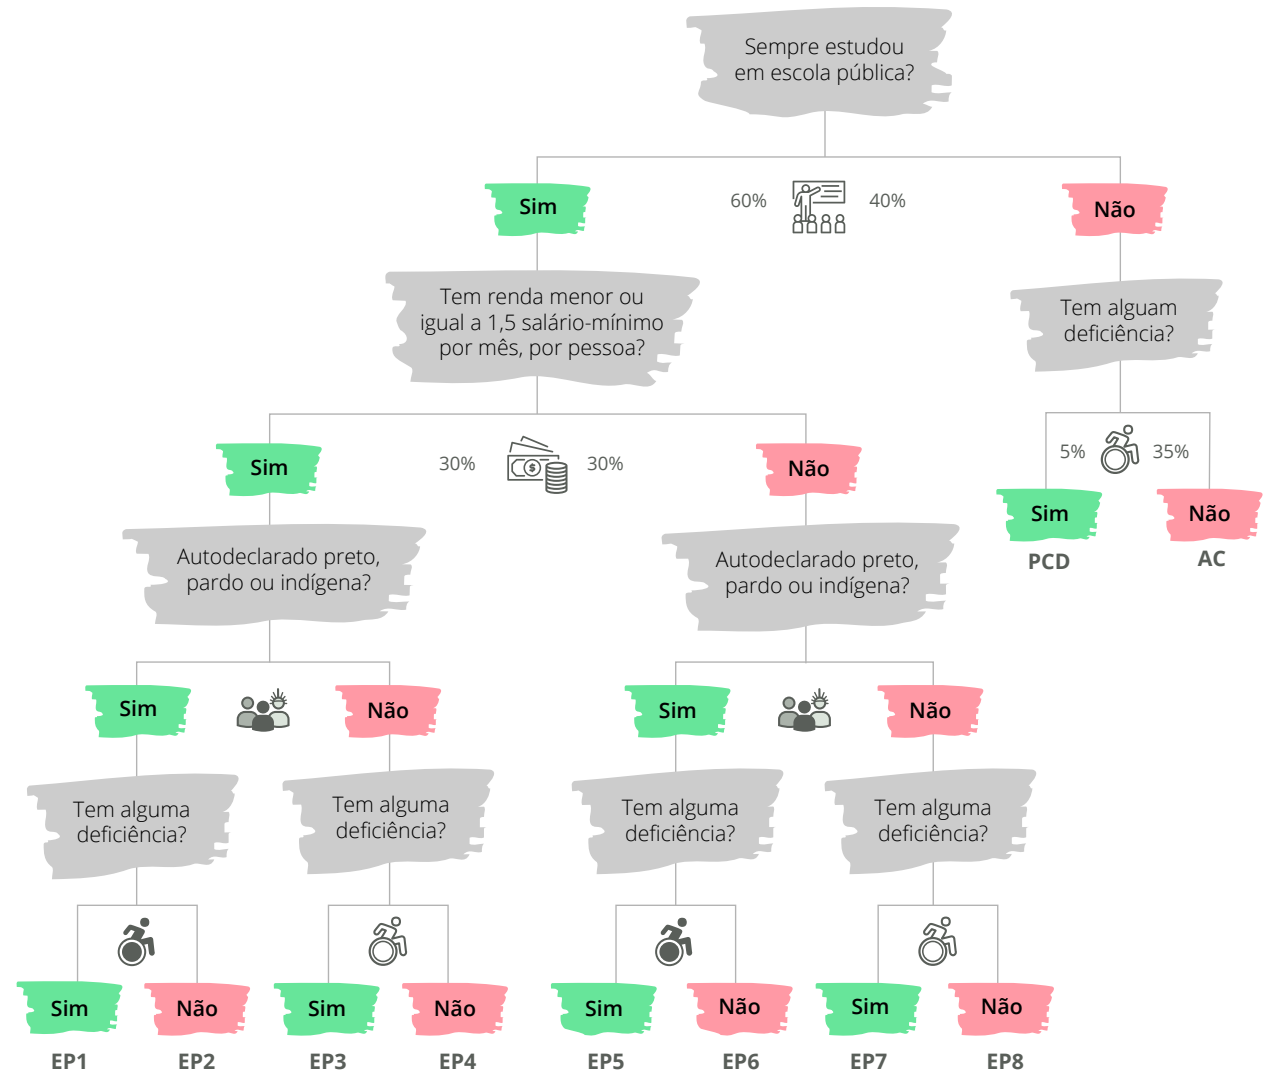 Sempre estudou
em escola pública?
Sim
60%
40%
Não
Tem renda menor ou
igual a 1,5 salário-mínimo
por mês, por pessoa?
Tem alguam
deficiência?
Sim
30%
$
30%
Não
5%
35%
Sim
Não
PCD
AC
Autodeclarado preto,
pardo ou indígena?
Autodeclarado preto,
pardo ou indígena?
Sim
Não
Sim
Não
Tem alguma
deficiência?
Tem alguma
deficiência?
Tem alguma
deficiência?
Tem alguma
deficiência?
Sim
Não
Sim
Não
Sim
Não
Sim
Não
EP1
EP2
EP3
EP4
EP5
EP6
EP7
EP8